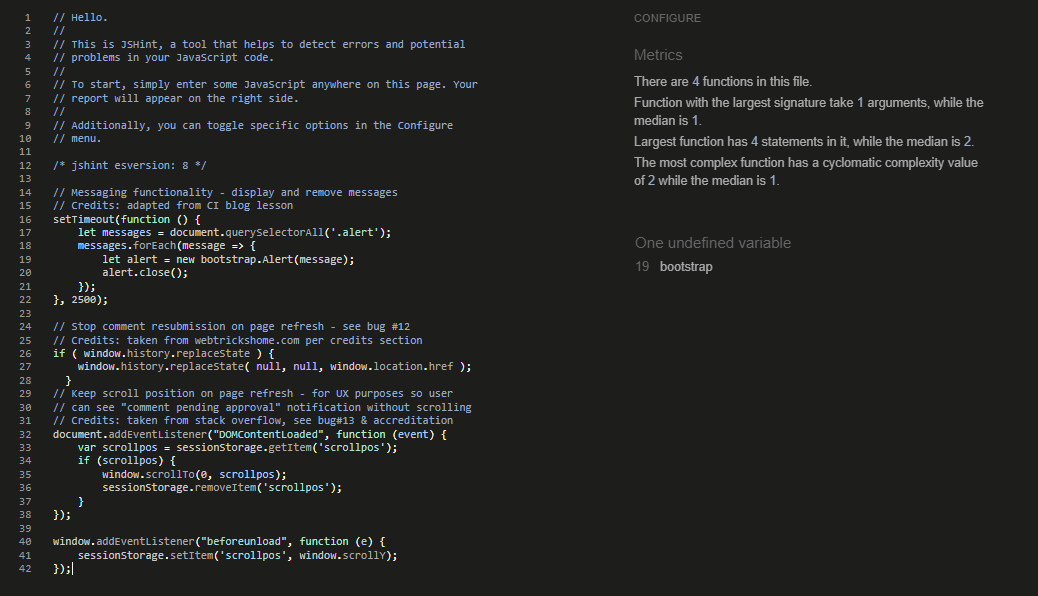 1 // Hello.
2 //
3 // This is JSHint, a tool that helps to detect errors and potential
4 // problems in your JavaScript code.
5 //
6 // To start, simply enter some JavaScript anywhere on this page. Your
7 // report will appear on the right side.
8 //
9 // Additionally, you can toggle specific options in the Configure
10 // menu.
11
12 /* jshint esversion: 8 */
13
14 // Messaging functionality - display and remove messages
15 // Credits: adapted from CI blog lesson
16 setTimeout(function () {
17     let messages = document.querySelectorAll('.alert');
18     messages.forEach(message => {
19         let alert = new bootstrap.Alert(message);
20         alert.close();
21     });
22 }, 2500);
23
24 // Stop comment resubmission on page refresh - see bug #12
25 // Credits: taken from webtrickshome.com per credits section
26 if ( window.history.replaceState ) {
27     window.history.replaceState( null, null, window.location.href );
28   }
29 // Keep scroll position on page refresh - for UX purposes so user
30 // can see "comment pending approval" notification without scrolling
31 // Credits: taken from stack overflow, see bug#13 & accreditation
32 document.addEventListener("DOMContentLoaded", function (event) {
33     var scrollpos = sessionStorage.getItem('scrollpos');
34     if (scrollpos) {
35         window.scrollTo(0, scrollpos);
36         sessionStorage.removeItem('scrollpos');
37     }
38 });
39
40 window.addEventListener("beforeunload", function (e) {
41     sessionStorage.setItem('scrollpos', window.scrollY);
42 });
CONFIGURE
Metrics
There are 4 functions in this file.
Function with the largest signature take 1 arguments, while the
median is 1.
Largest function has 4 statements in it, while the median is 2.
The most complex function has a cyclomatic complexity value
of 2 while the median is 1.
One undefined variable
19 bootstrap